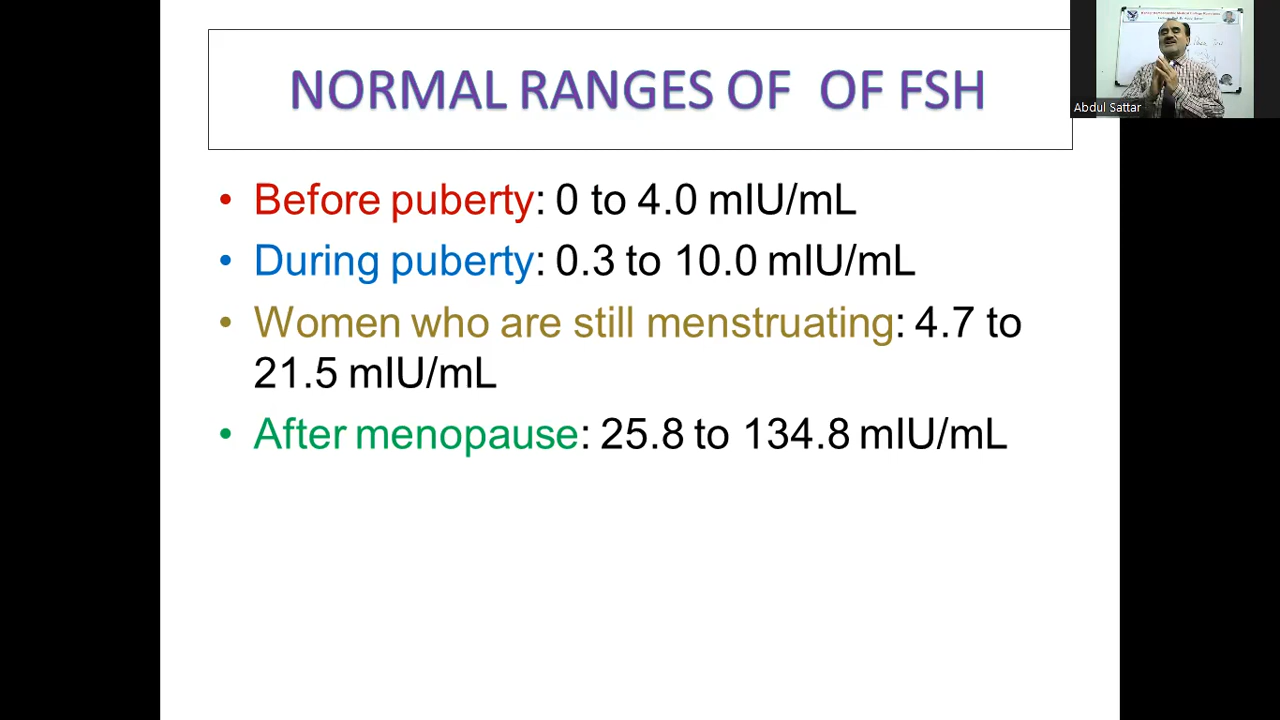 NORMAL RANGES OF OF FSH
Abdul Sattar
• Before puberty: 0 to 4.0 mIU/mL
• During puberty: 0.3 to 10.0 mIU/mL
• Women who are still menstruating: 4.7 to
21.5 mIU/mL
• After menopause: 25.8 to 134.8 mIU/mL